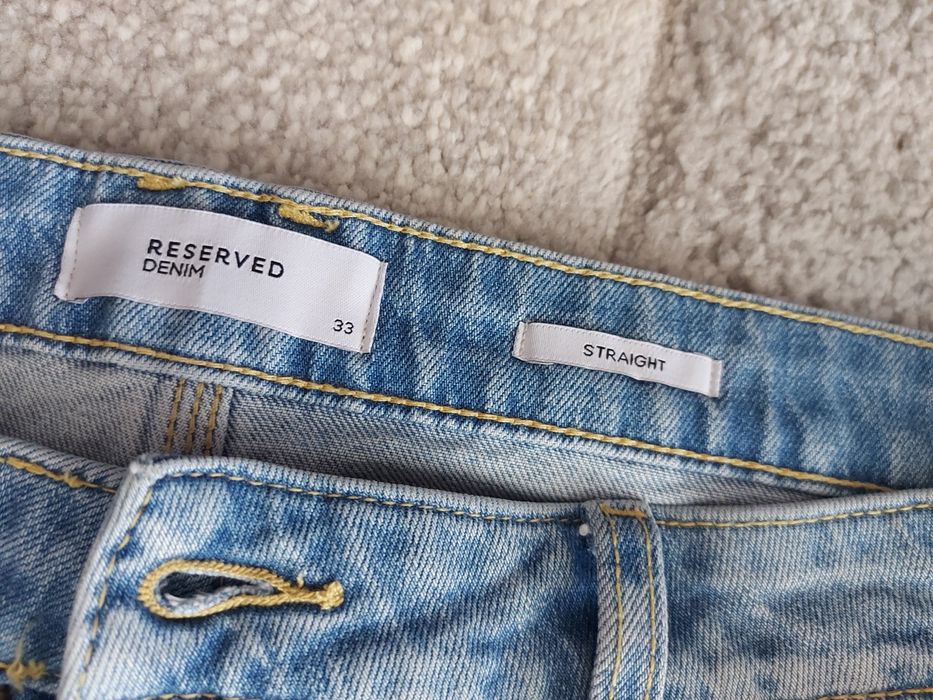 RESERVED
DENIM
33
STRAIGHT